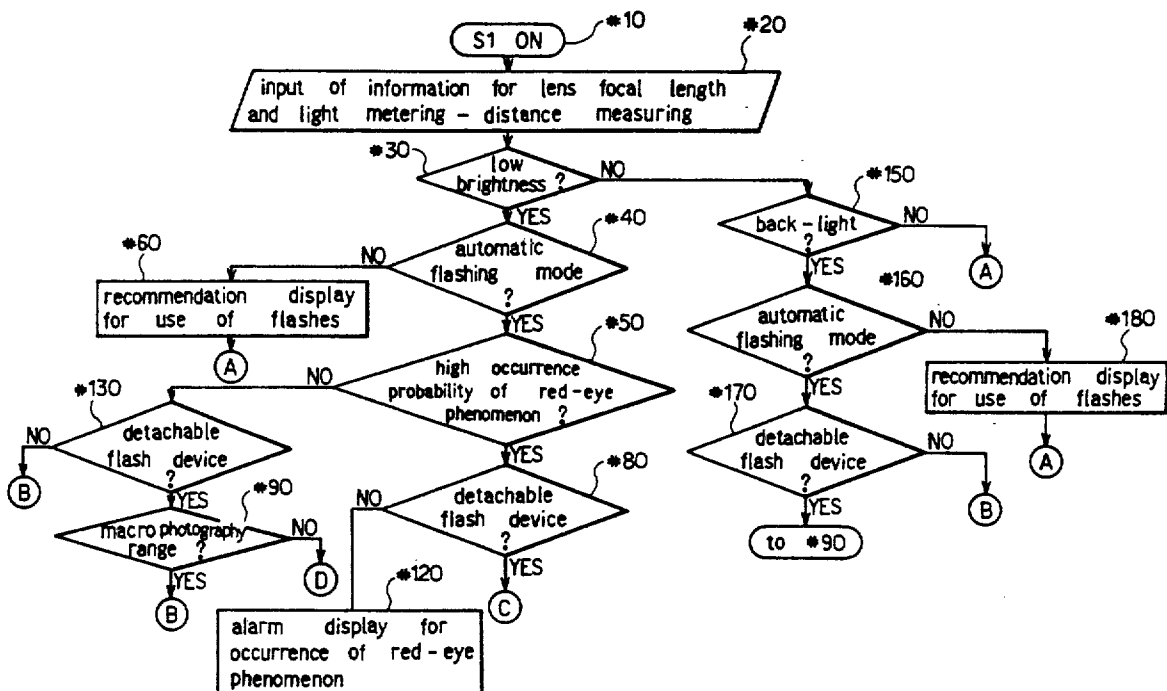 *10
S1 ON
*20
input of information for lens focal length
and light metering - distance measuring
*30
low
brightness ?
NO
YES
*150
back - light
?
NO
YES
A
*40
automatic
flashing mode
?
NO
YES
*60
recommendation display
for use of flashes
A
*160
automatic
flashing mode
?
NO
YES
*180
recommendation display
for use of flashes
A
*50
high occurrence
probability of red - eye
phenomenon
?
NO
YES
*170
detachable
flash device
?
NO
YES
B
to *90
*130
detachable
flash device
?
NO
YES
B
*80
detachable
flash device
?
NO
YES
C
*90
macro photography
range ?
NO
YES
D
B
*120
alarm display for
occurrence of red - eye
phenomenon